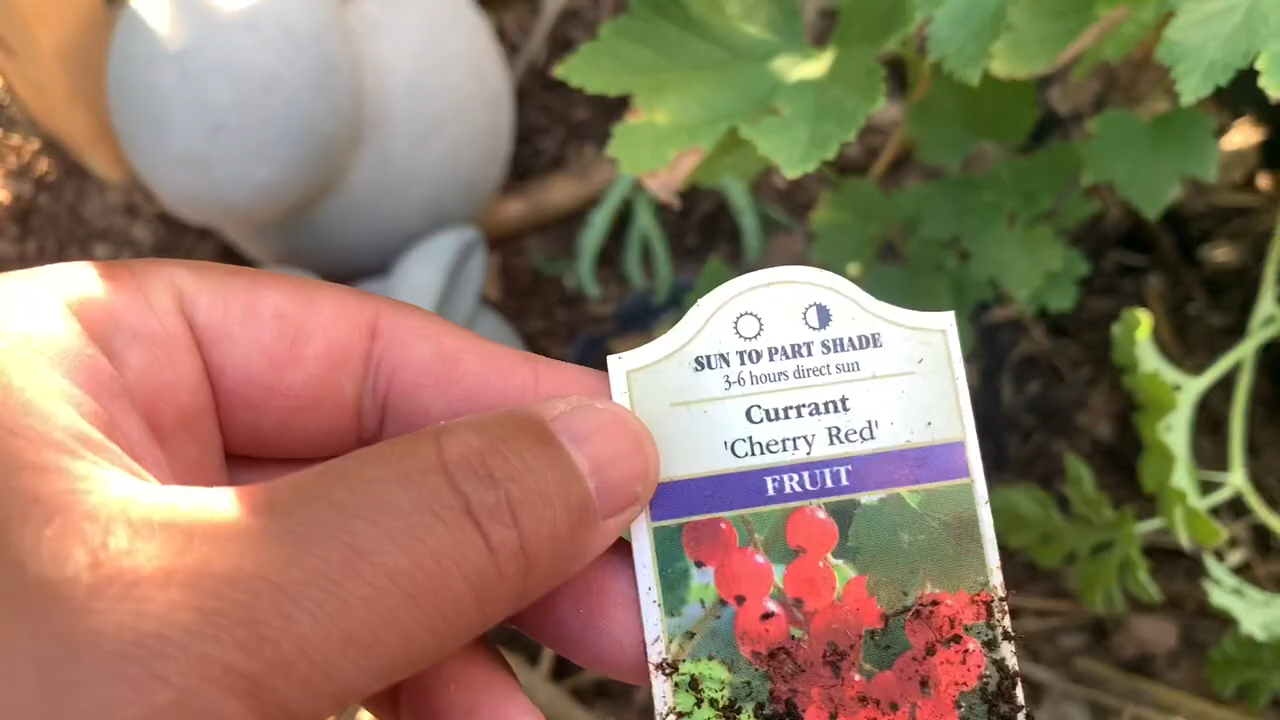 SUN TO PART SHADE
3-6 hours direct sun
Currant
'Cherry Red'
FRUIT